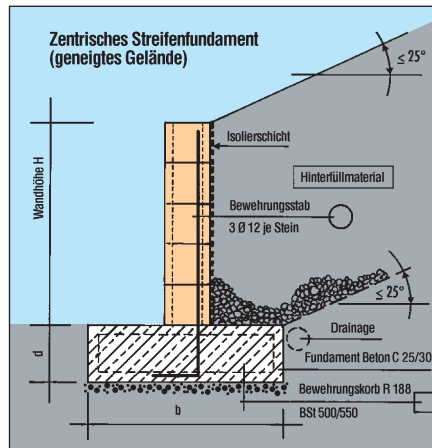 Zentrisches Streifenfundament
(geneigtes Gelände)
≤ 25°
Isolierschicht
Wandhöhe H
Hinterfüllmaterial
Bewehrungsstab
3 Ø 12 je Stein
≤ 25°
Drainage
d
Fundament Beton C 25/30
Bewehrungskorb R 188
b
BSt 500/550